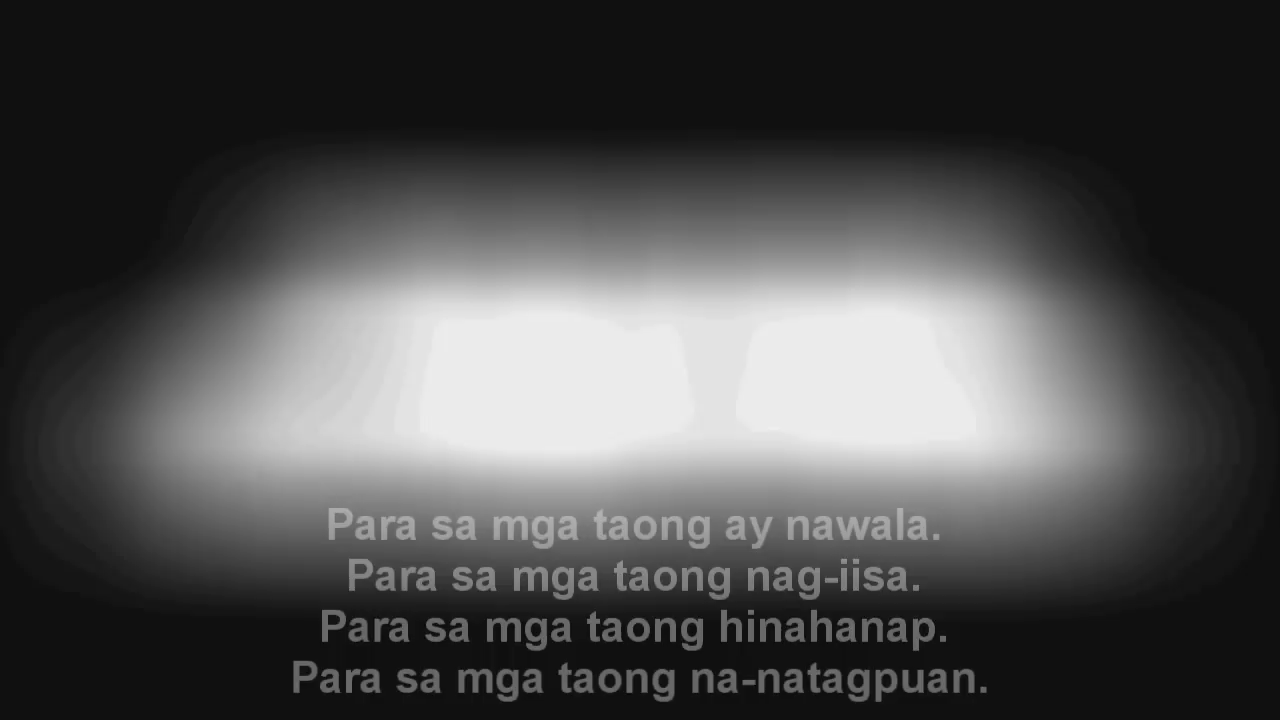 Para sa mga taong ay nawala.
Para sa mga taong nag-iisa.
Para sa mga taong hinahanap.
Para sa mga taong na-natagpuan.